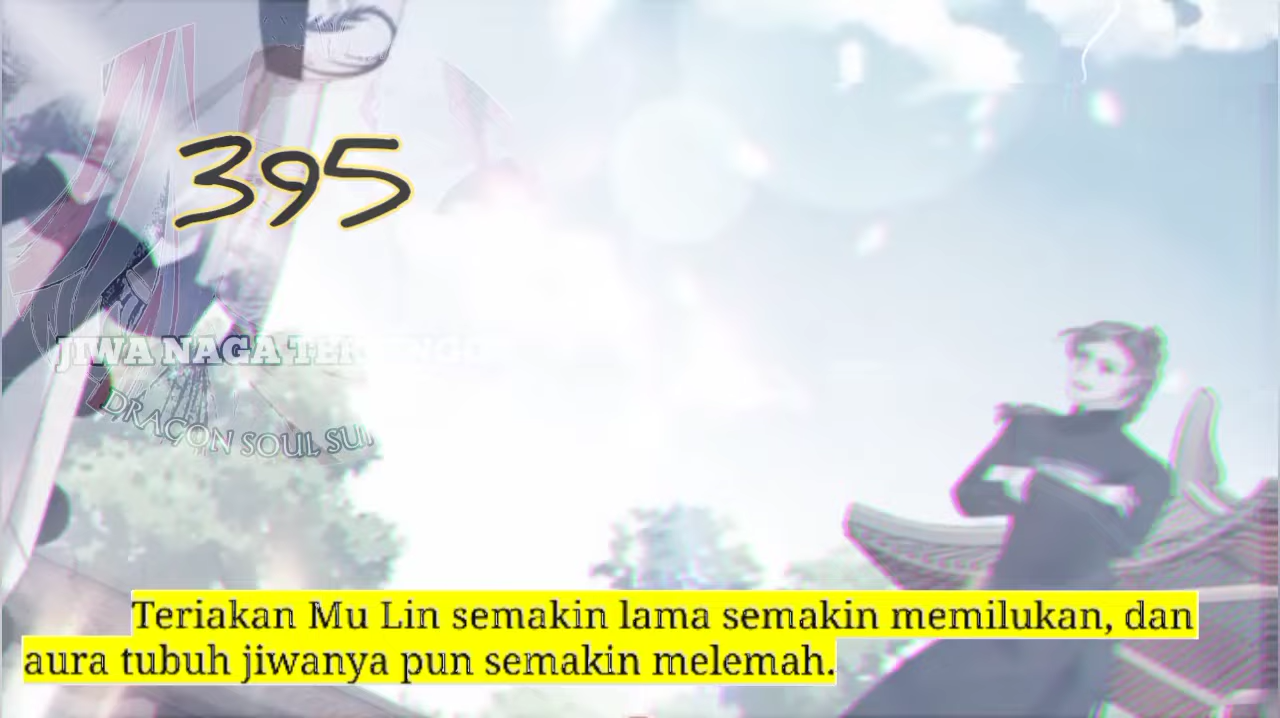 395
JIWA NAGA
DRAGON SOUL
Teriakan Mu Lin semakin lama semakin memilukan, dan
aura tubuh jiwanya pun semakin melemah.